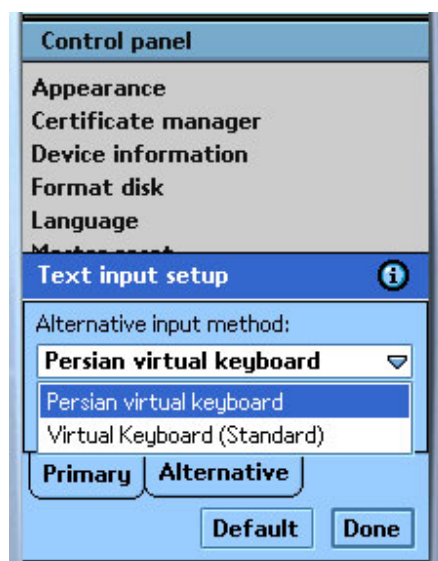 Control panel
Appearance
Certificate manager
Device information
Format disk
Language
Text input setup
Alternative input method:
Persian virtual keyboard
Persian virtual keyboard
Virtual Keyboard (Standard)
Primary Alternative
Default Done